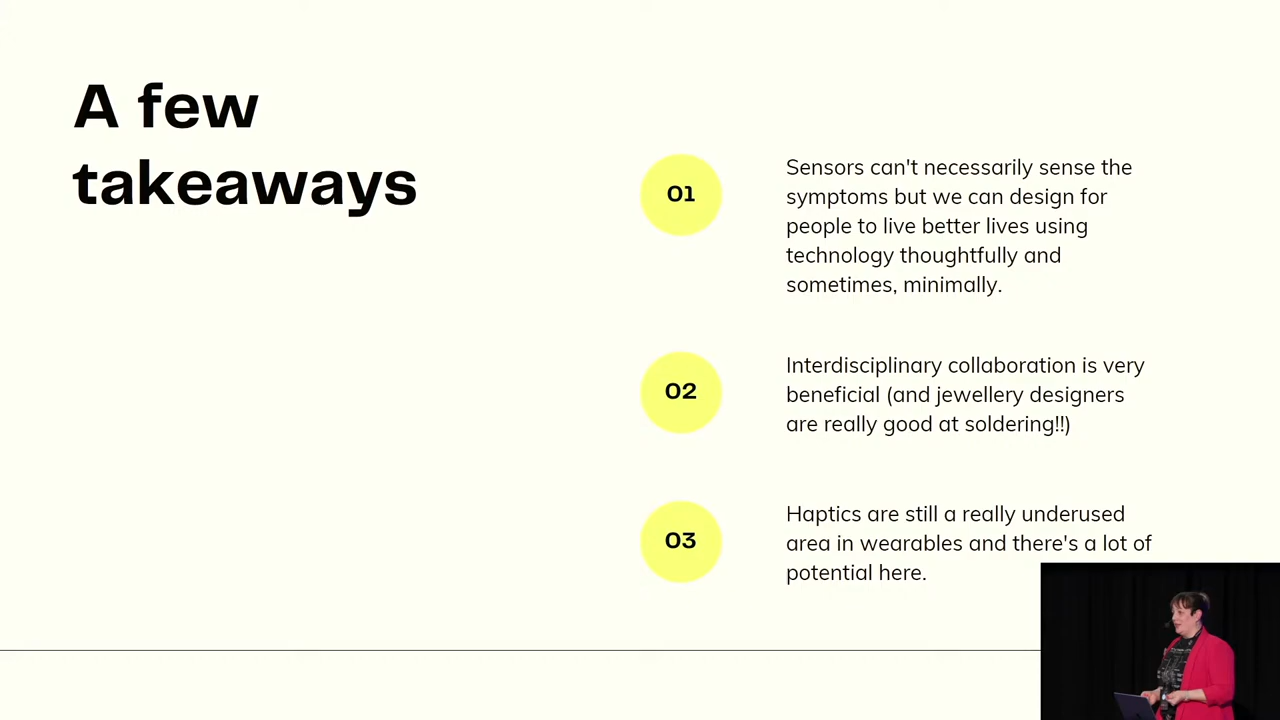 A few
takeaways
01
Sensors can't necessarily sense the
symptoms but we can design for
people to live better lives using
technology thoughtfully and
sometimes, minimally.
02
Interdisciplinary collaboration is very
beneficial (and jewellery designers
are really good at soldering!!)
03
Haptics are still a really underused
area in wearables and there's a lot of
potential here.